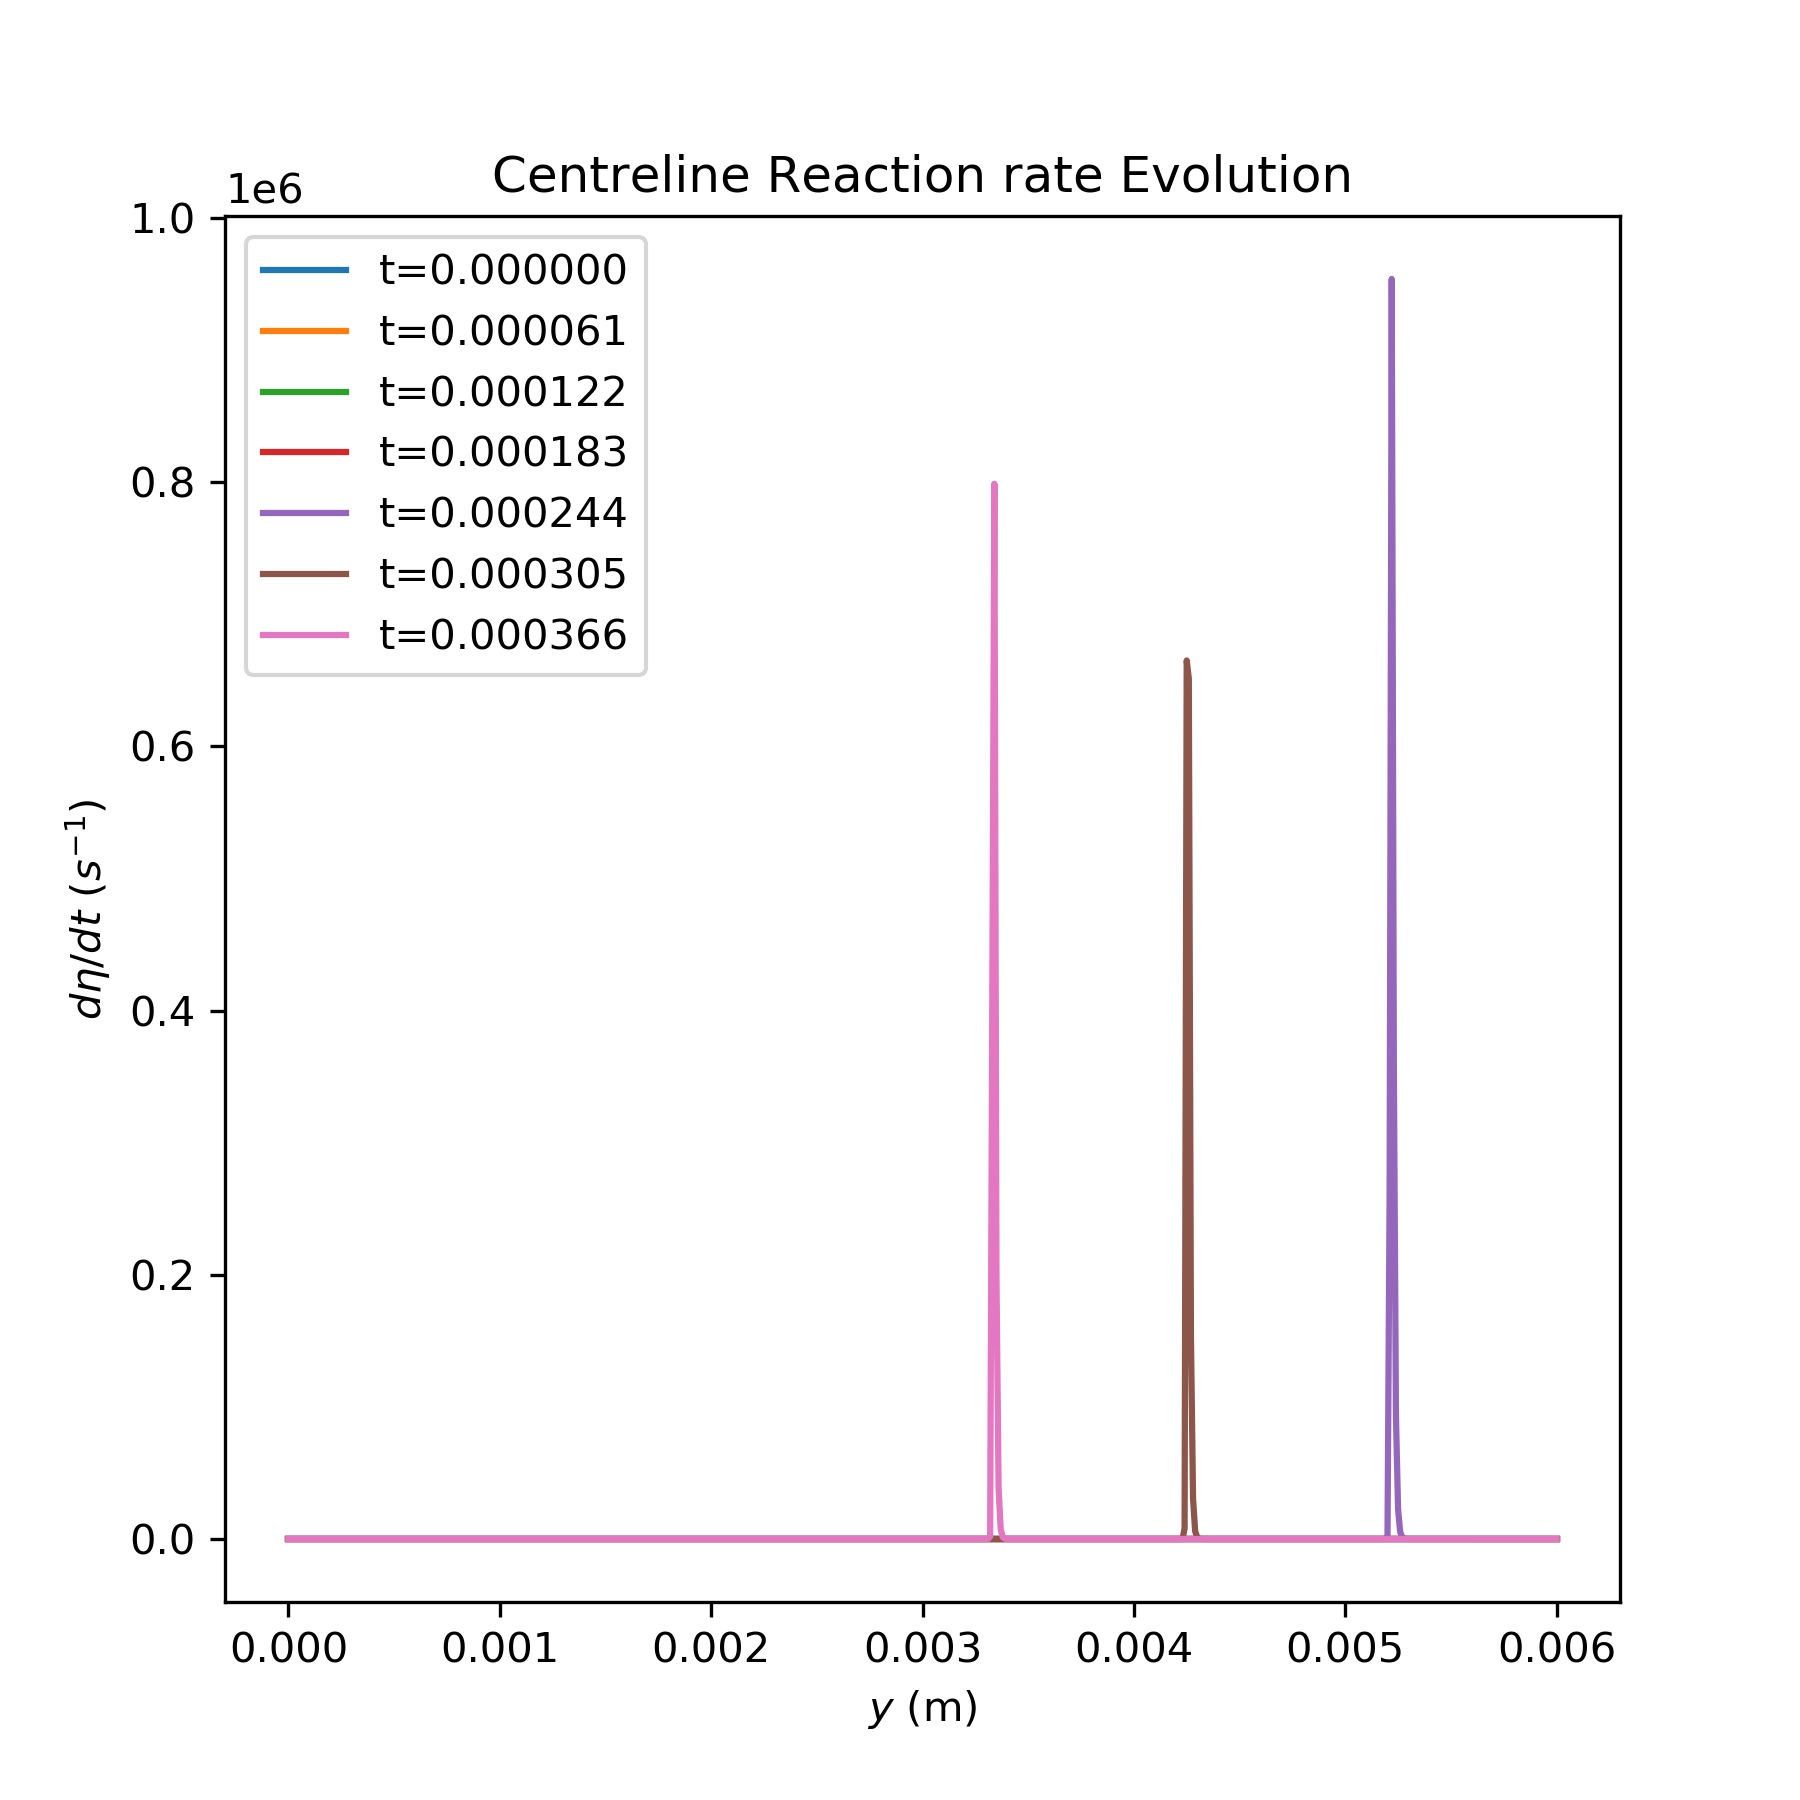 Centreline Reaction rate Evolution
1e6
1.0
0.8
0.6
0.4
0.2
0.0
dη/dt (s⁻¹)
t=0.000000
t=0.000061
t=0.000122
t=0.000183
t=0.000244
t=0.000305
t=0.000366
0.000 0.001 0.002 0.003 0.004 0.005 0.006
y (m)